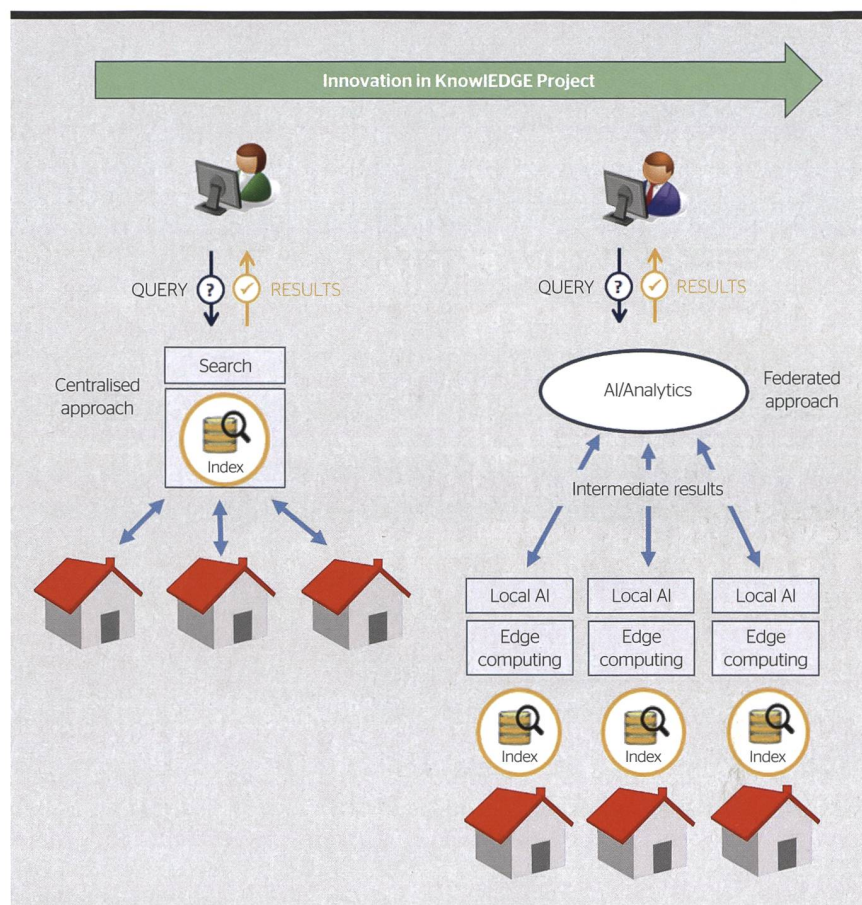 Innovation in KnowlEDGE Project
QUERY
?
RESULTS
Centralised
approach
Search
Index
QUERY
?
RESULTS
AI/Analytics
Federated
approach
Intermediate results
Local AI
Local AI
Local AI
Edge
computing
Edge
computing
Edge
computing
Index
Index
Index